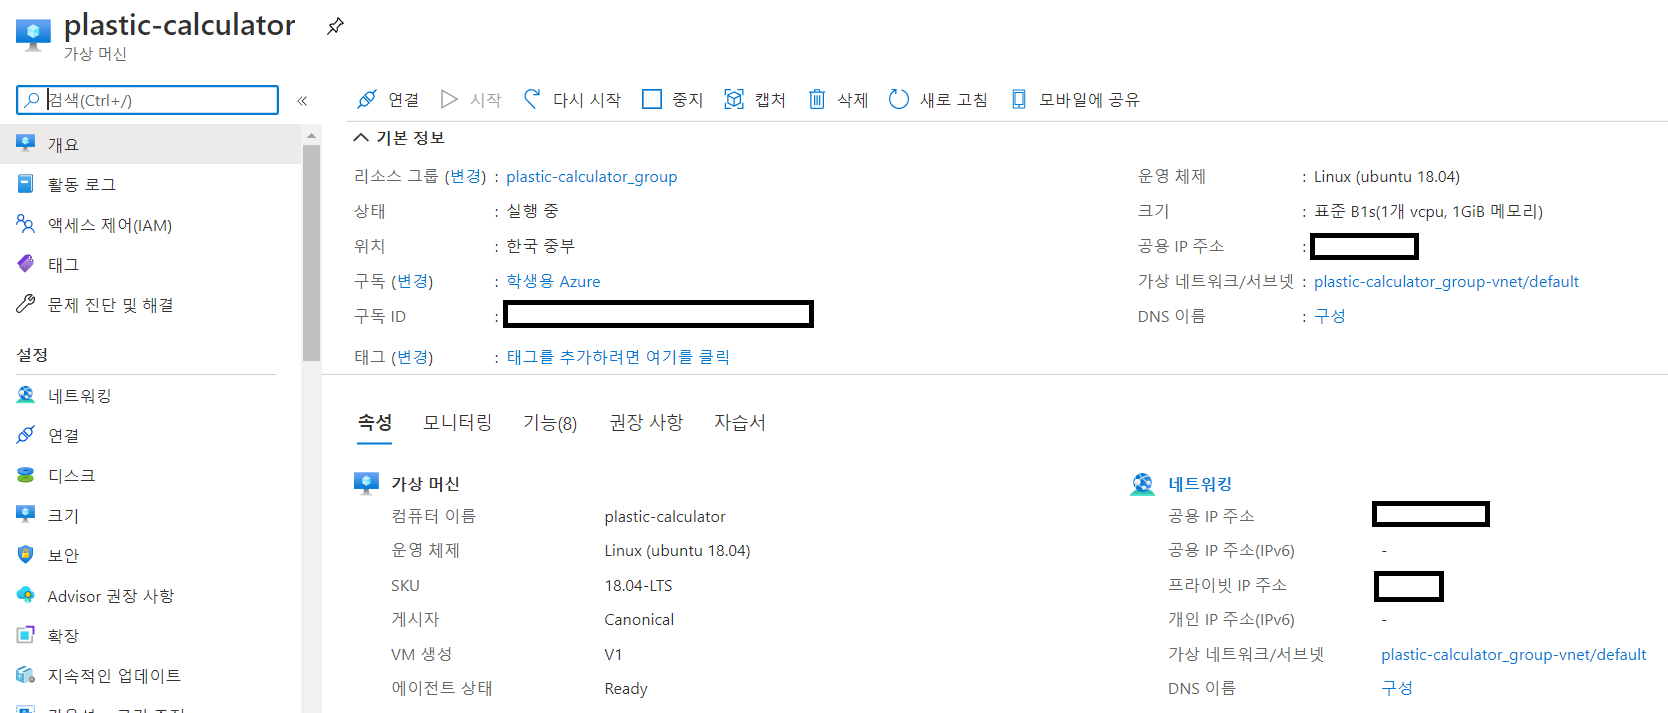 plastic-calculator
가상 머신
검색(Ctrl+/)
«
연결 시작 다시 시작 중지 캡처 삭제 새로 고침 모바일에 공유
개요
활동 로그
액세스 제어(IAM)
태그
문제 진단 및 해결
설정
네트워킹
연결
디스크
크기
보안
Advisor 권장 사항
확장
지속적인 업데이트
기본 정보
리소스 그룹 (변경) : plastic-calculator_group
상태 : 실행 중
위치 : 한국 중부
구독 (변경) : 학생용 Azure
구독 ID :
태그 (변경) : 태그를 추가하려면 여기를 클릭
운영 체제 : Linux (ubuntu 18.04)
크기 : 표준 B1s(1개 vcpu, 1GiB 메모리)
공용 IP 주소 :
가상 네트워크/서브넷 : plastic-calculator_group-vnet/default
DNS 이름 : 구성
속성 모니터링 기능(8) 권장 사항 자습서
가상 머신
컴퓨터 이름 plastic-calculator
운영 체제 Linux (ubuntu 18.04)
SKU 18.04-LTS
게시자 Canonical
VM 생성 V1
에이전트 상태 Ready
네트워킹
공용 IP 주소
공용 IP 주소(IPv6) -
프라이빗 IP 주소
개인 IP 주소(IPv6) -
가상 네트워크/서브넷 plastic-calculator_group-vnet/default
DNS 이름 구성